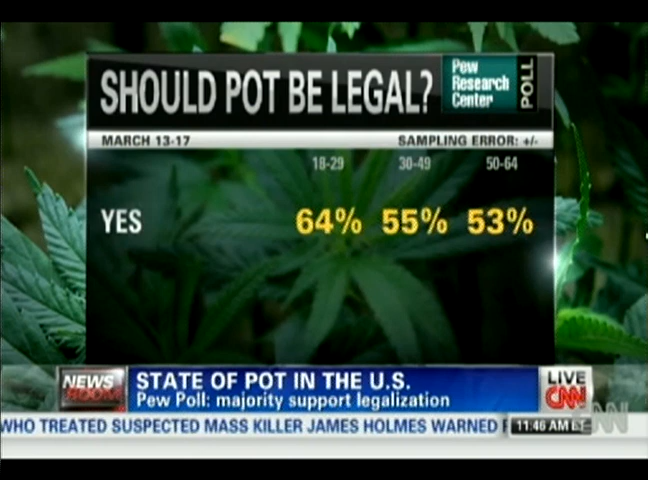 SHOULD POT BE LEGAL?
Pew
Research
Center
POLL
MARCH 13-17 SAMPLING ERROR: +/-
18-29 30-49 50-64
YES 64% 55% 53%
NEWS
ROOM
STATE OF POT IN THE U.S.
Pew Poll: majority support legalization
LIVE
CNN
WHO TREATED SUSPECTED MASS KILLER JAMES HOLMES WARNED
11:46 AM ET
CNN